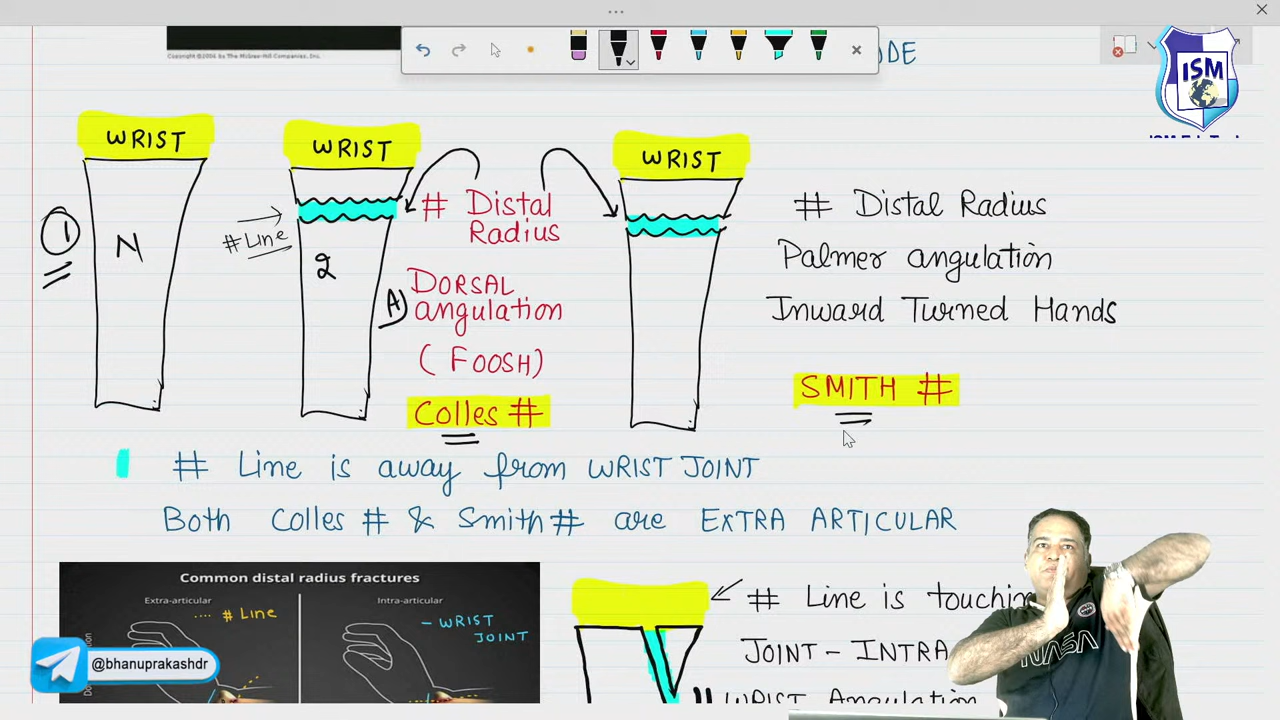 Copyright ©2006 by The McGraw-Hill Companies, Inc.
ODE
ISM
WRIST
WRIST
WRIST
1
N
# Line
2
# Distal
Radius
A) DORSAL
angulation
(FOOSH)
Colles #
# Distal Radius
Palmer angulation
Inward Turned Hands
SMITH #
# Line is away from WRIST JOINT
Both Colles # & Smith # are EXTRA ARTICULAR
Common distal radius fractures
Extra-articular
Intra-articular
# Line
- WRIST
JOINT
@bhanuprakashdr
# Line is touchin
JOINT - INTRA
WRIST Angulation
NASA